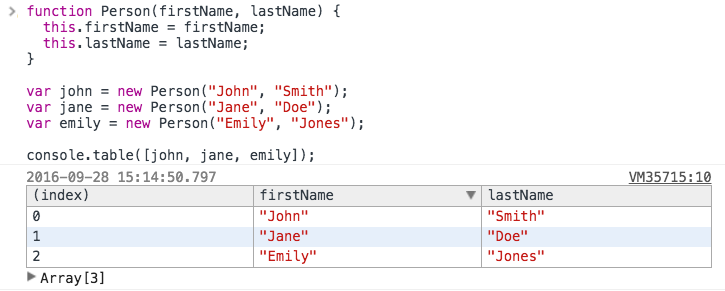 function Person(firstName, lastName) {
  this.firstName = firstName;
  this.lastName = lastName;
}
var john = new Person("John", "Smith");
var jane = new Person("Jane", "Doe");
var emily = new Person("Emily", "Jones");
console.table([john, jane, emily]);
2016-09-28 15:14:50.797 VM35715:10
(index) firstName lastName
0 "John" "Smith"
1 "Jane" "Doe"
2 "Emily" "Jones"
Array[3]